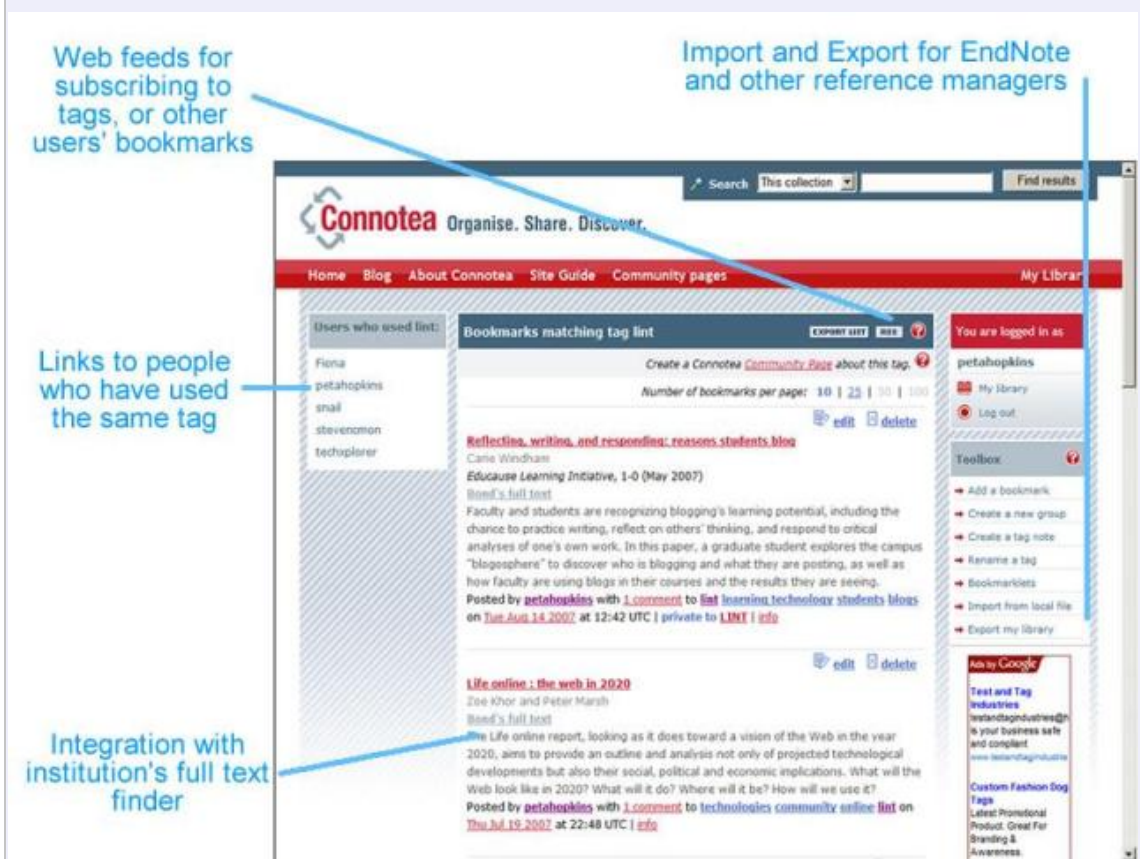 Web feeds for
subscribing to
tags, or other
users' bookmarks
Import and Export for EndNote
and other reference managers
Search This collection Find results
Connotea Organise. Share. Discover.
Home Blog About Connotea Site Guide Community pages My Library
Users who used lint:
Fiona
petahopkins
snail
stevencmon
techxplorer
Links to people
who have used
the same tag
Bookmarks matching tag lint EXPORT LIST RSS ?
Create a Connotea Community Page about this tag. ?
Number of bookmarks per page: 10 | 25 | 50 | 100
edit delete
Reflecting, writing, and responding: reasons students blog
Carie Windham
Educause Learning Initiative, 1-0 (May 2007)
Bond's full text
Faculty and students are recognizing blogging's learning potential, including the
chance to practice writing, reflect on others' thinking, and respond to critical
analyses of one's own work. In this paper, a graduate student explores the campus
"blogosphere" to discover who is blogging and what they are posting, as well as
how faculty are using blogs in their courses and the results they are seeing.
Posted by petahopkins with 1 comment to lint learning technology students blogs
on Tue Aug 14 2007 at 12:42 UTC | private to LINT | info
edit delete
Life online : the web in 2020
Zoe Khor and Peter Marsh
Bond's full text
The Life online report, looking as it does toward a vision of the Web in the year
2020, aims to provide an outline and analysis not only of projected technological
developments but also their social, political and economic implications. What will the
Web look like in 2020? What will it do? Where will it be? How will we use it?
Posted by petahopkins with 1 comment to technologies community online lint on
Thu Jul 19 2007 at 22:48 UTC | info
Integration with
institution's full text
finder
You are logged in as
petahopkins
My library
Log out
Toolbox ?
Add a bookmark
Create a new group
Create a tag note
Rename a tag
Bookmarklets
Import from local file
Export my library
Ads by Google
Test and Tag
Industries
testandtagindustries@h
is your business safe
and compliant
www.testandtagindustrie
Custom Fashion Dog
Tags
Latest Promotional
Product. Great For
Branding &
Awareness.